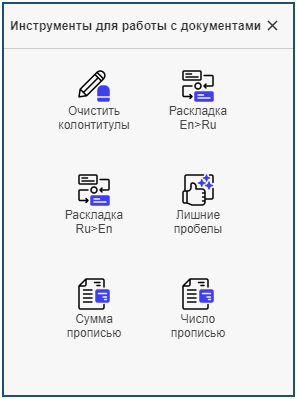 Инструменты для работы с документами
Очистить
колонтитулы
Раскладка
En>Ru
Раскладка
Ru>En
Лишние
пробелы
Сумма
прописью
Число
прописью